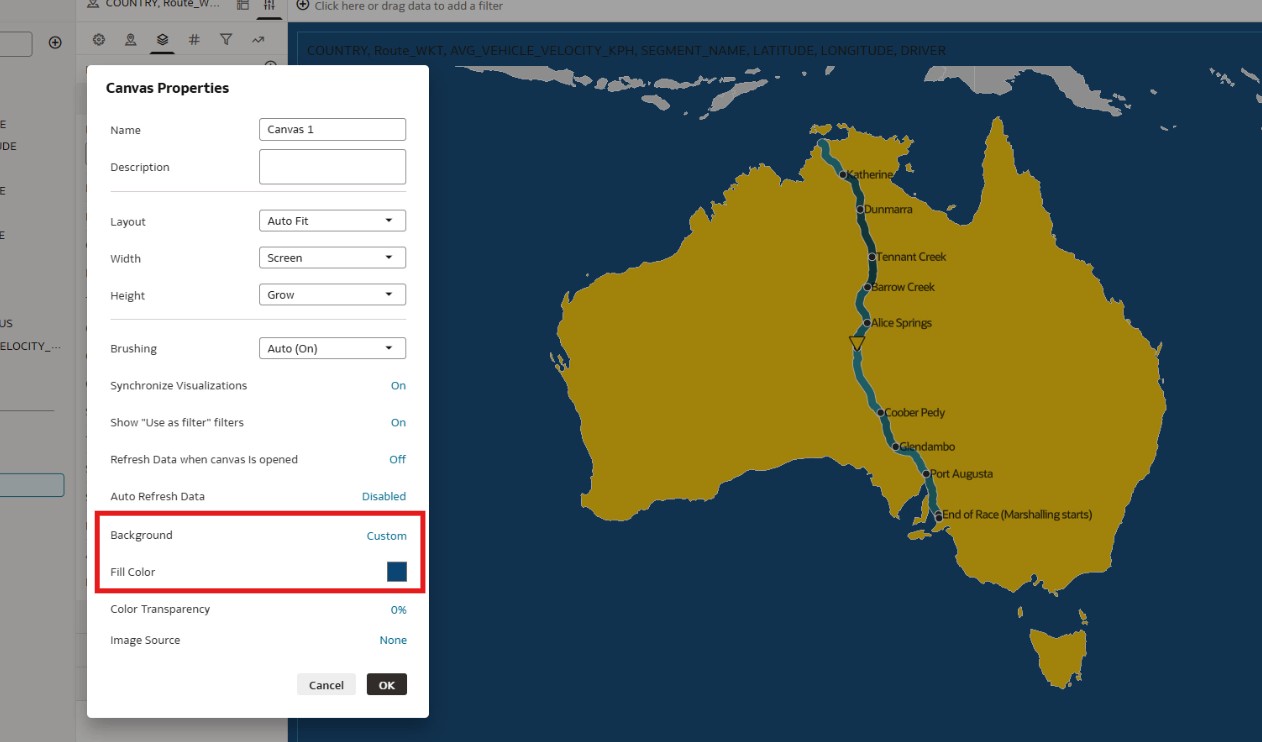 COUNTRY, Route_W...
Click here or drag data to add a filter
COUNTRY, Route_WKT, AVG_VEHICLE_VELOCITY_KPH, SEGMENT_NAME, LATITUDE, LONGITUDE, DRIVER
E
UDE
E
E
US
ELOCITY_...
Canvas Properties
Name
Canvas 1
Description
Layout
Auto Fit
Width
Screen
Height
Grow
Brushing
Auto (On)
Synchronize Visualizations
On
Show "Use as filter" filters
On
Refresh Data when canvas Is opened
Off
Auto Refresh Data
Disabled
Background
Custom
Fill Color
Color Transparency
0%
Image Source
None
Cancel
OK
Katherine
Dunmarra
Tennant Creek
Barrow Creek
Alice Springs
Coober Pedy
Glendambo
Port Augusta
End of Race (Marshalling starts)